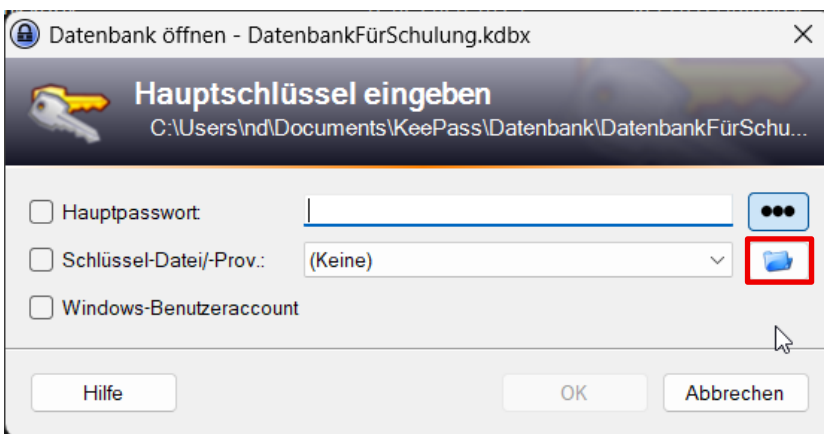 Datenbank öffnen - DatenbankFürSchulung.kdbx
Hauptschlüssel eingeben
C:\Users\nd\Documents\KeePass\Datenbank\DatenbankFürSchu...
Hauptpasswort:
Schlüssel-Datei/-Prov.: (Keine)
Windows-Benutzeraccount
Hilfe OK Abbrechen